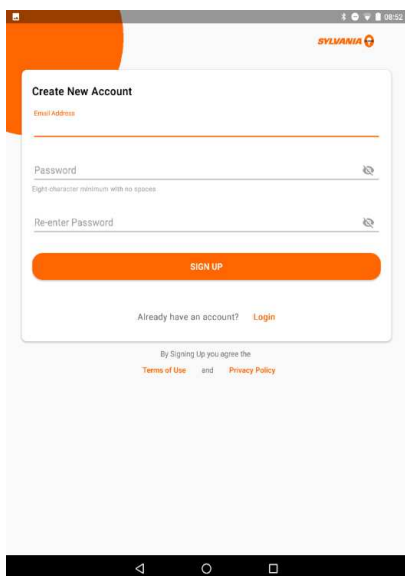 08:52
SYLVANIA
Create New Account
Email Address
Password
Eight-character minimum with no spaces
Re-enter Password
SIGN UP
Already have an account? Login
By Signing Up you agree the
Terms of Use and Privacy Policy